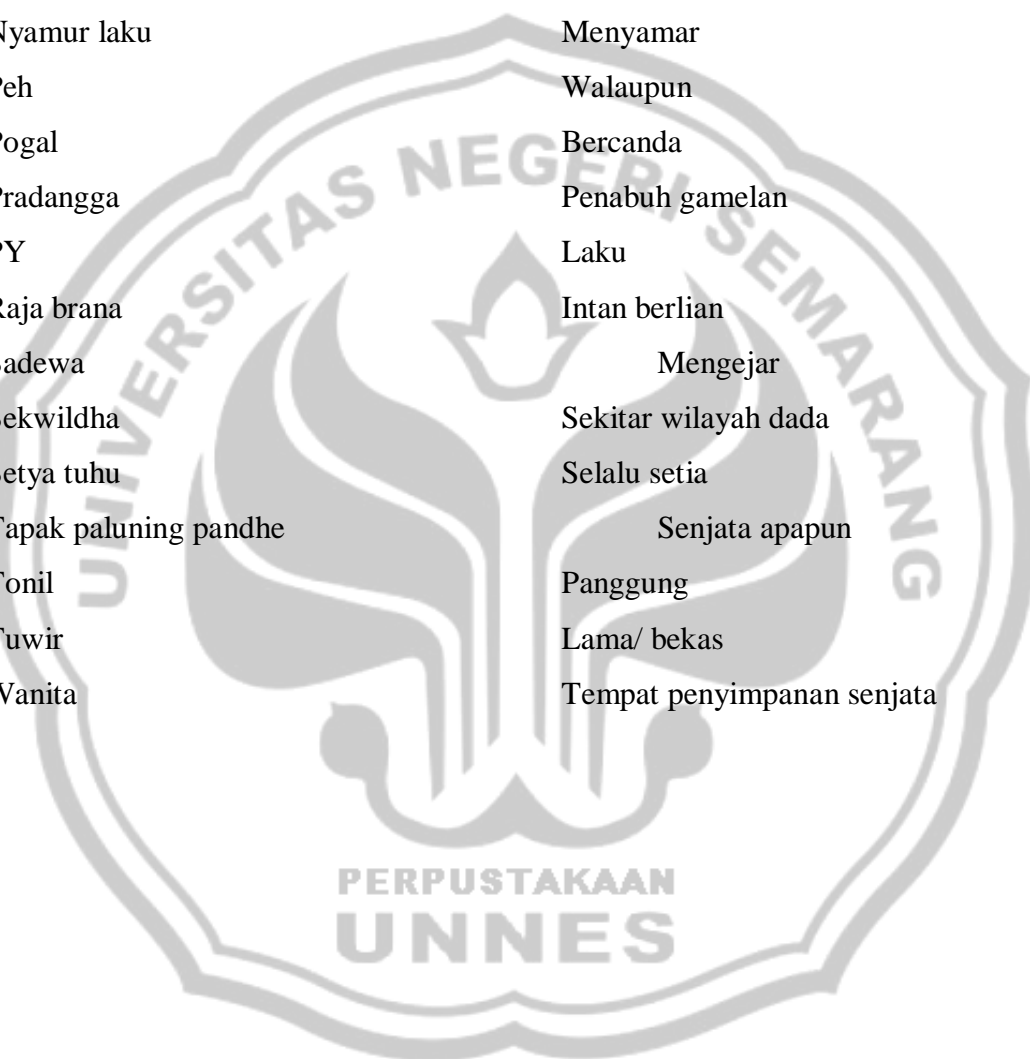 Nyamur laku Menyamar
Peh Walaupun
Pogal Bercanda
Pradangga Penabuh gamelan
PY Laku
Raja brana Intan berlian
Sadewa Mengejar
Sekwildha Sekitar wilayah dada
Setya tuhu Selalu setia
Tapak paluning pandhe Senjata apapun
Tonil Panggung
Tuwir Lama/ bekas
Wanita Tempat penyimpanan senjata
UNIVERSITAS NEGERI SEMARANG
PERPUSTAKAAN
UNNES